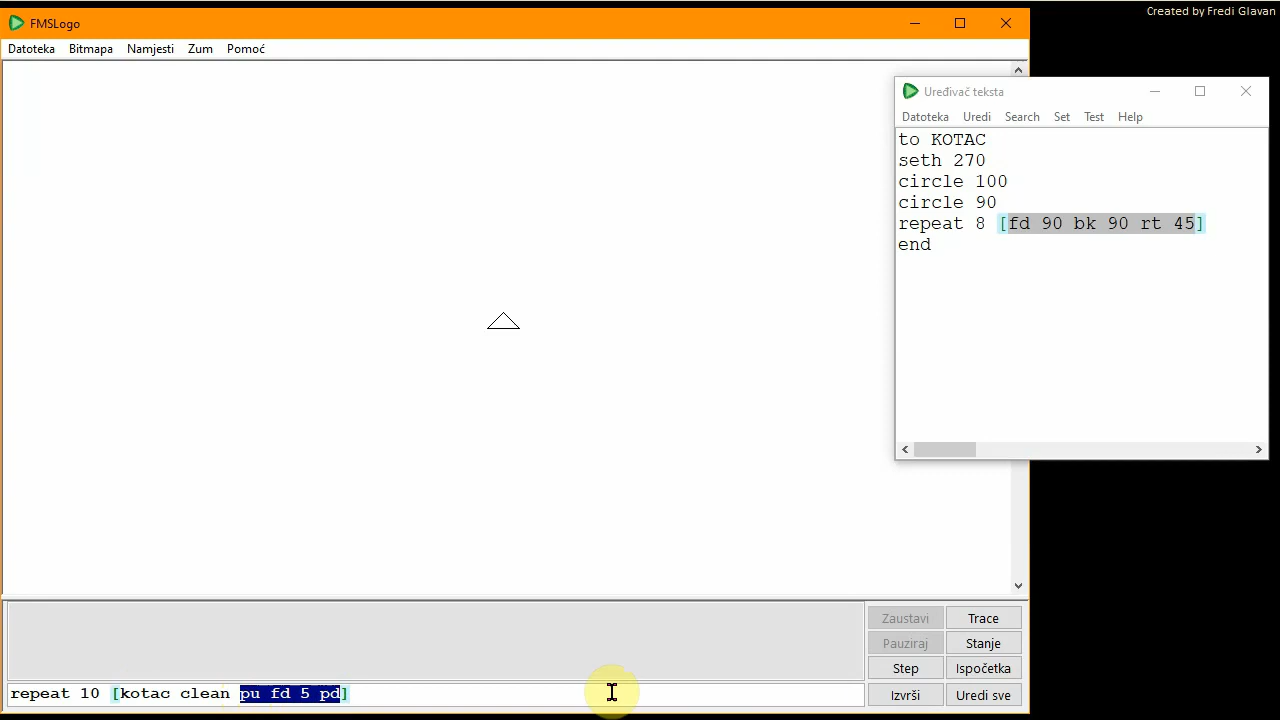 Created by Fredi Glavan
FMSLogo
Datoteka Bitmapa Namjesti Zum Pomoć
Uređivač teksta
Datoteka Uredi Search Set Test Help
to KOTAC
seth 270
circle 100
circle 90
repeat 8 [fd 90 bk 90 rt 45]
end
Zaustavi Trace
Pauziraj Stanje
Step Ispočetka
repeat 10 [kotac clean pu fd 5 pd]
Izvrši Uredi sve